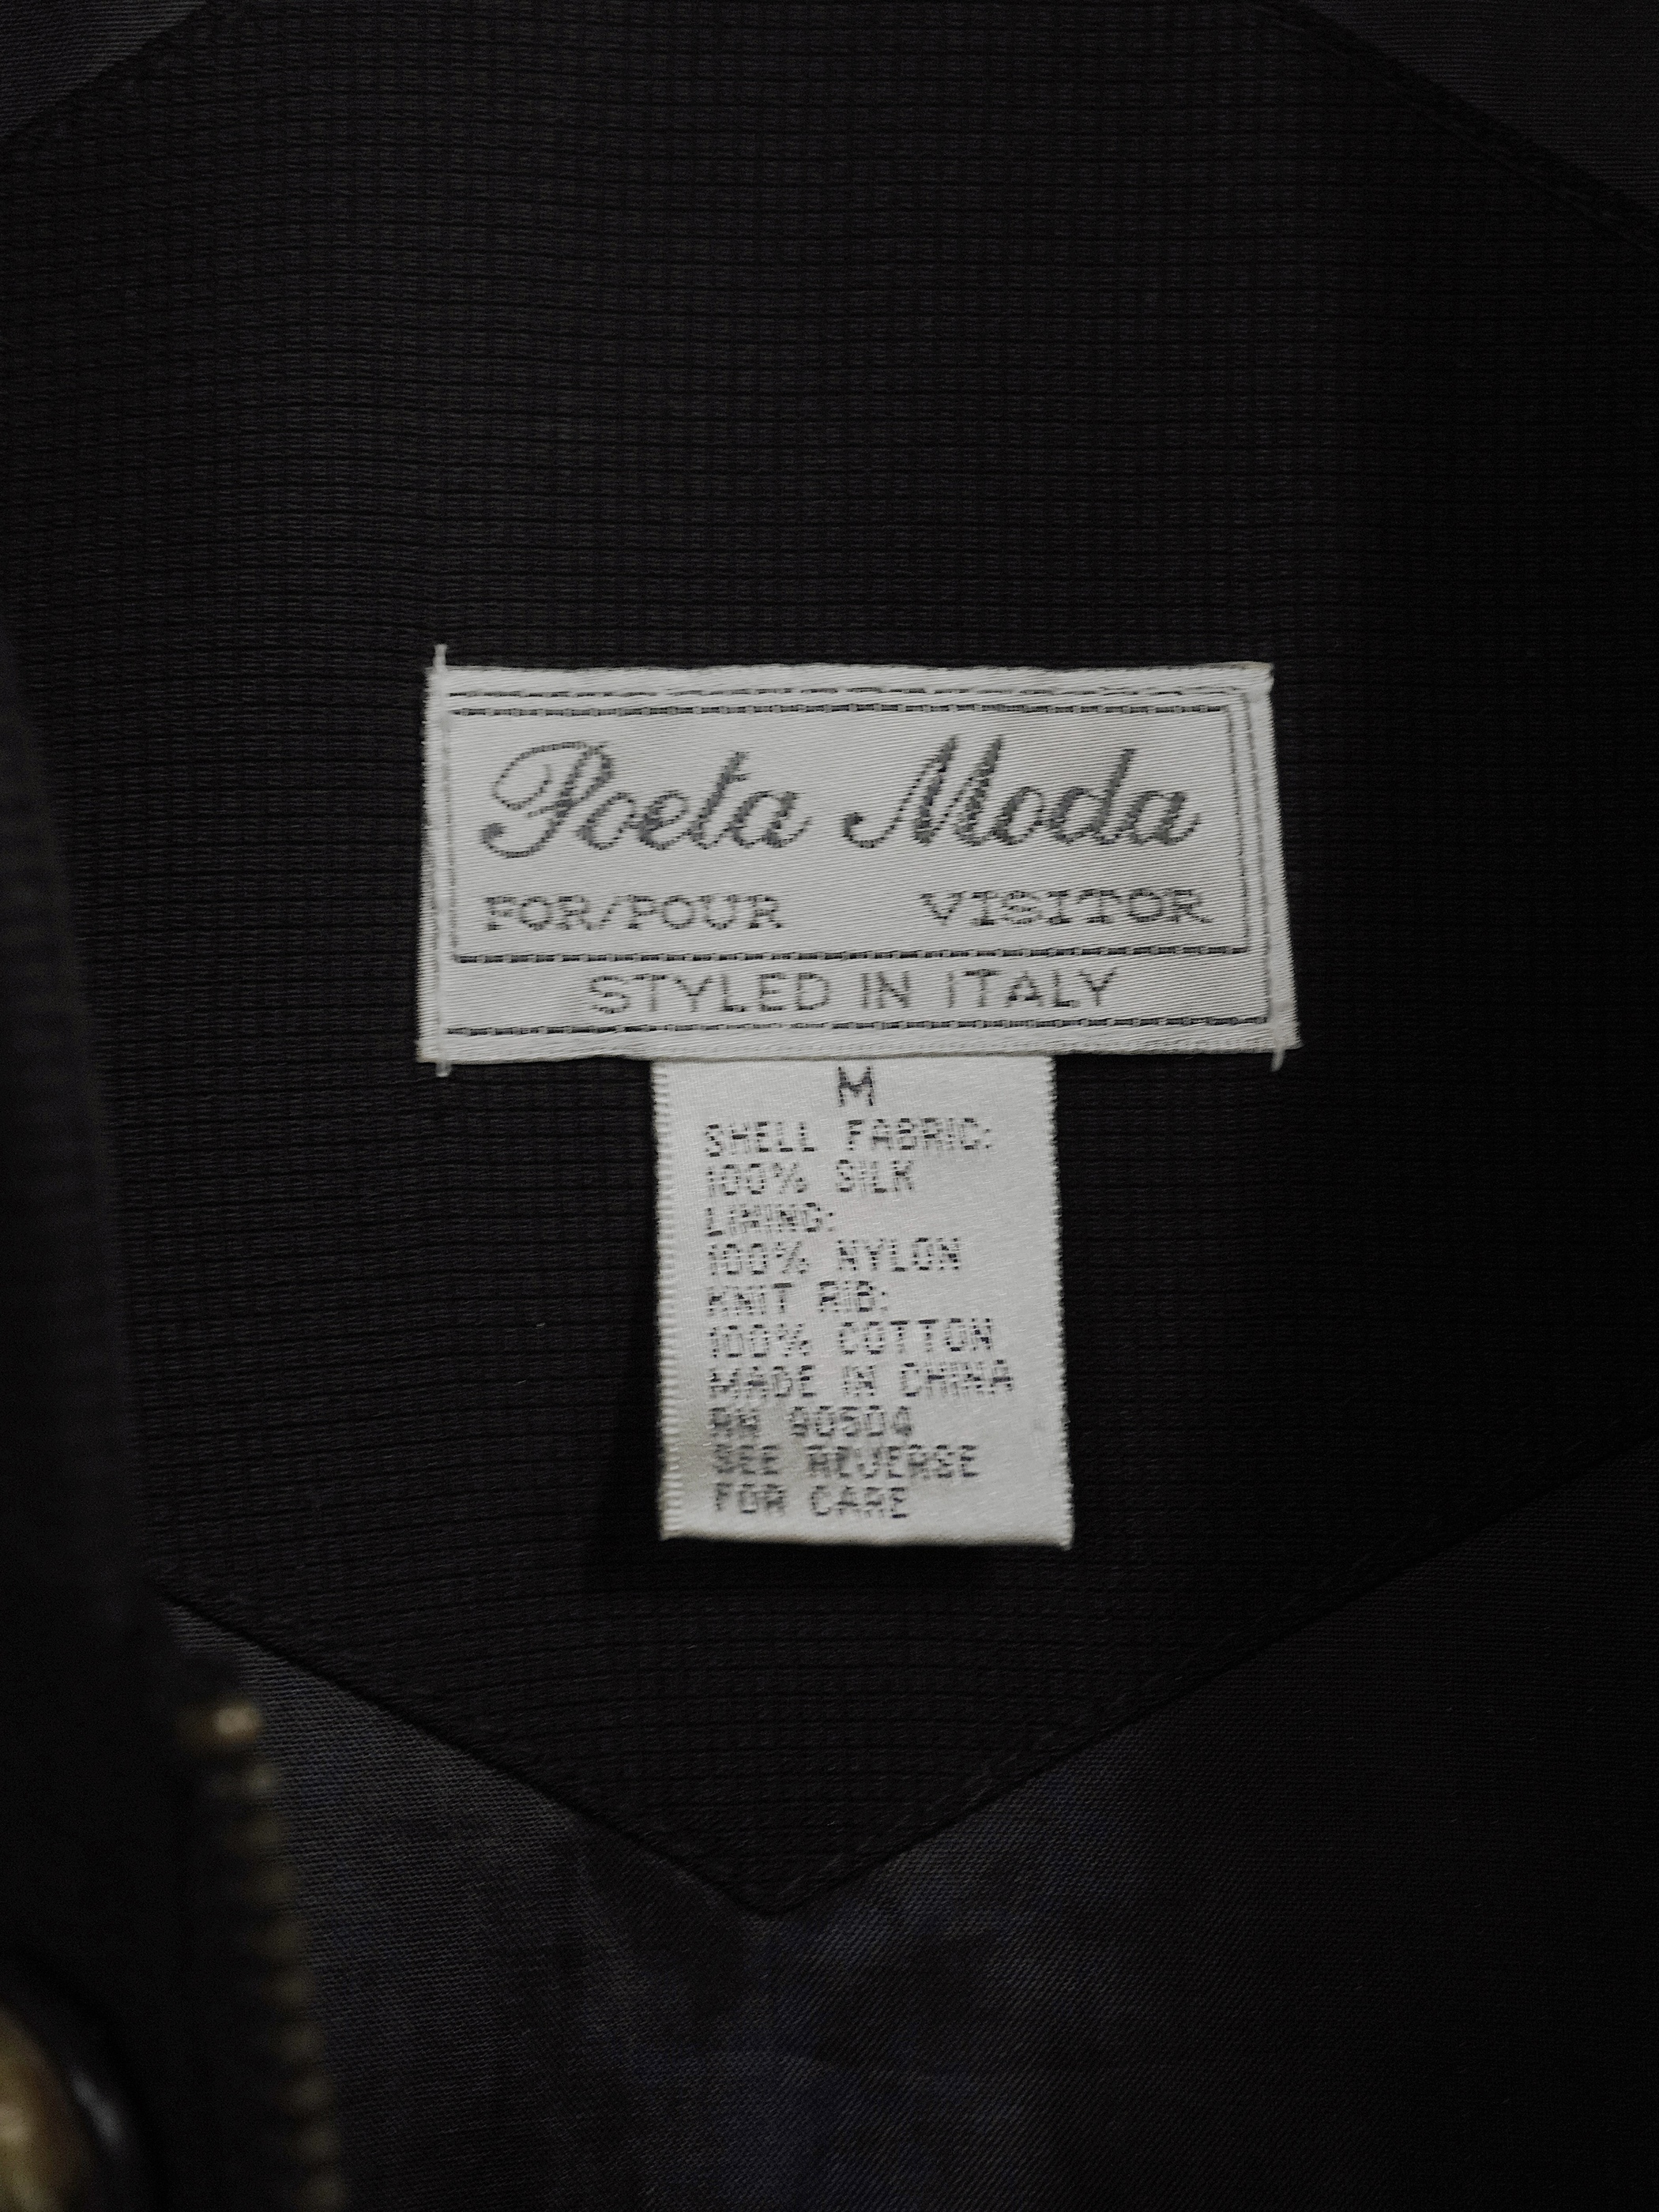 Poeta Moda
FOR/POUR VISITOR
STYLED IN ITALY
M
SHELL FABRIC:
100% SILK
LINING:
100% NYLON
KNIT RIB:
100% COTTON
MADE IN CHINA
RN 90504
SEE REVERSE
FOR CARE